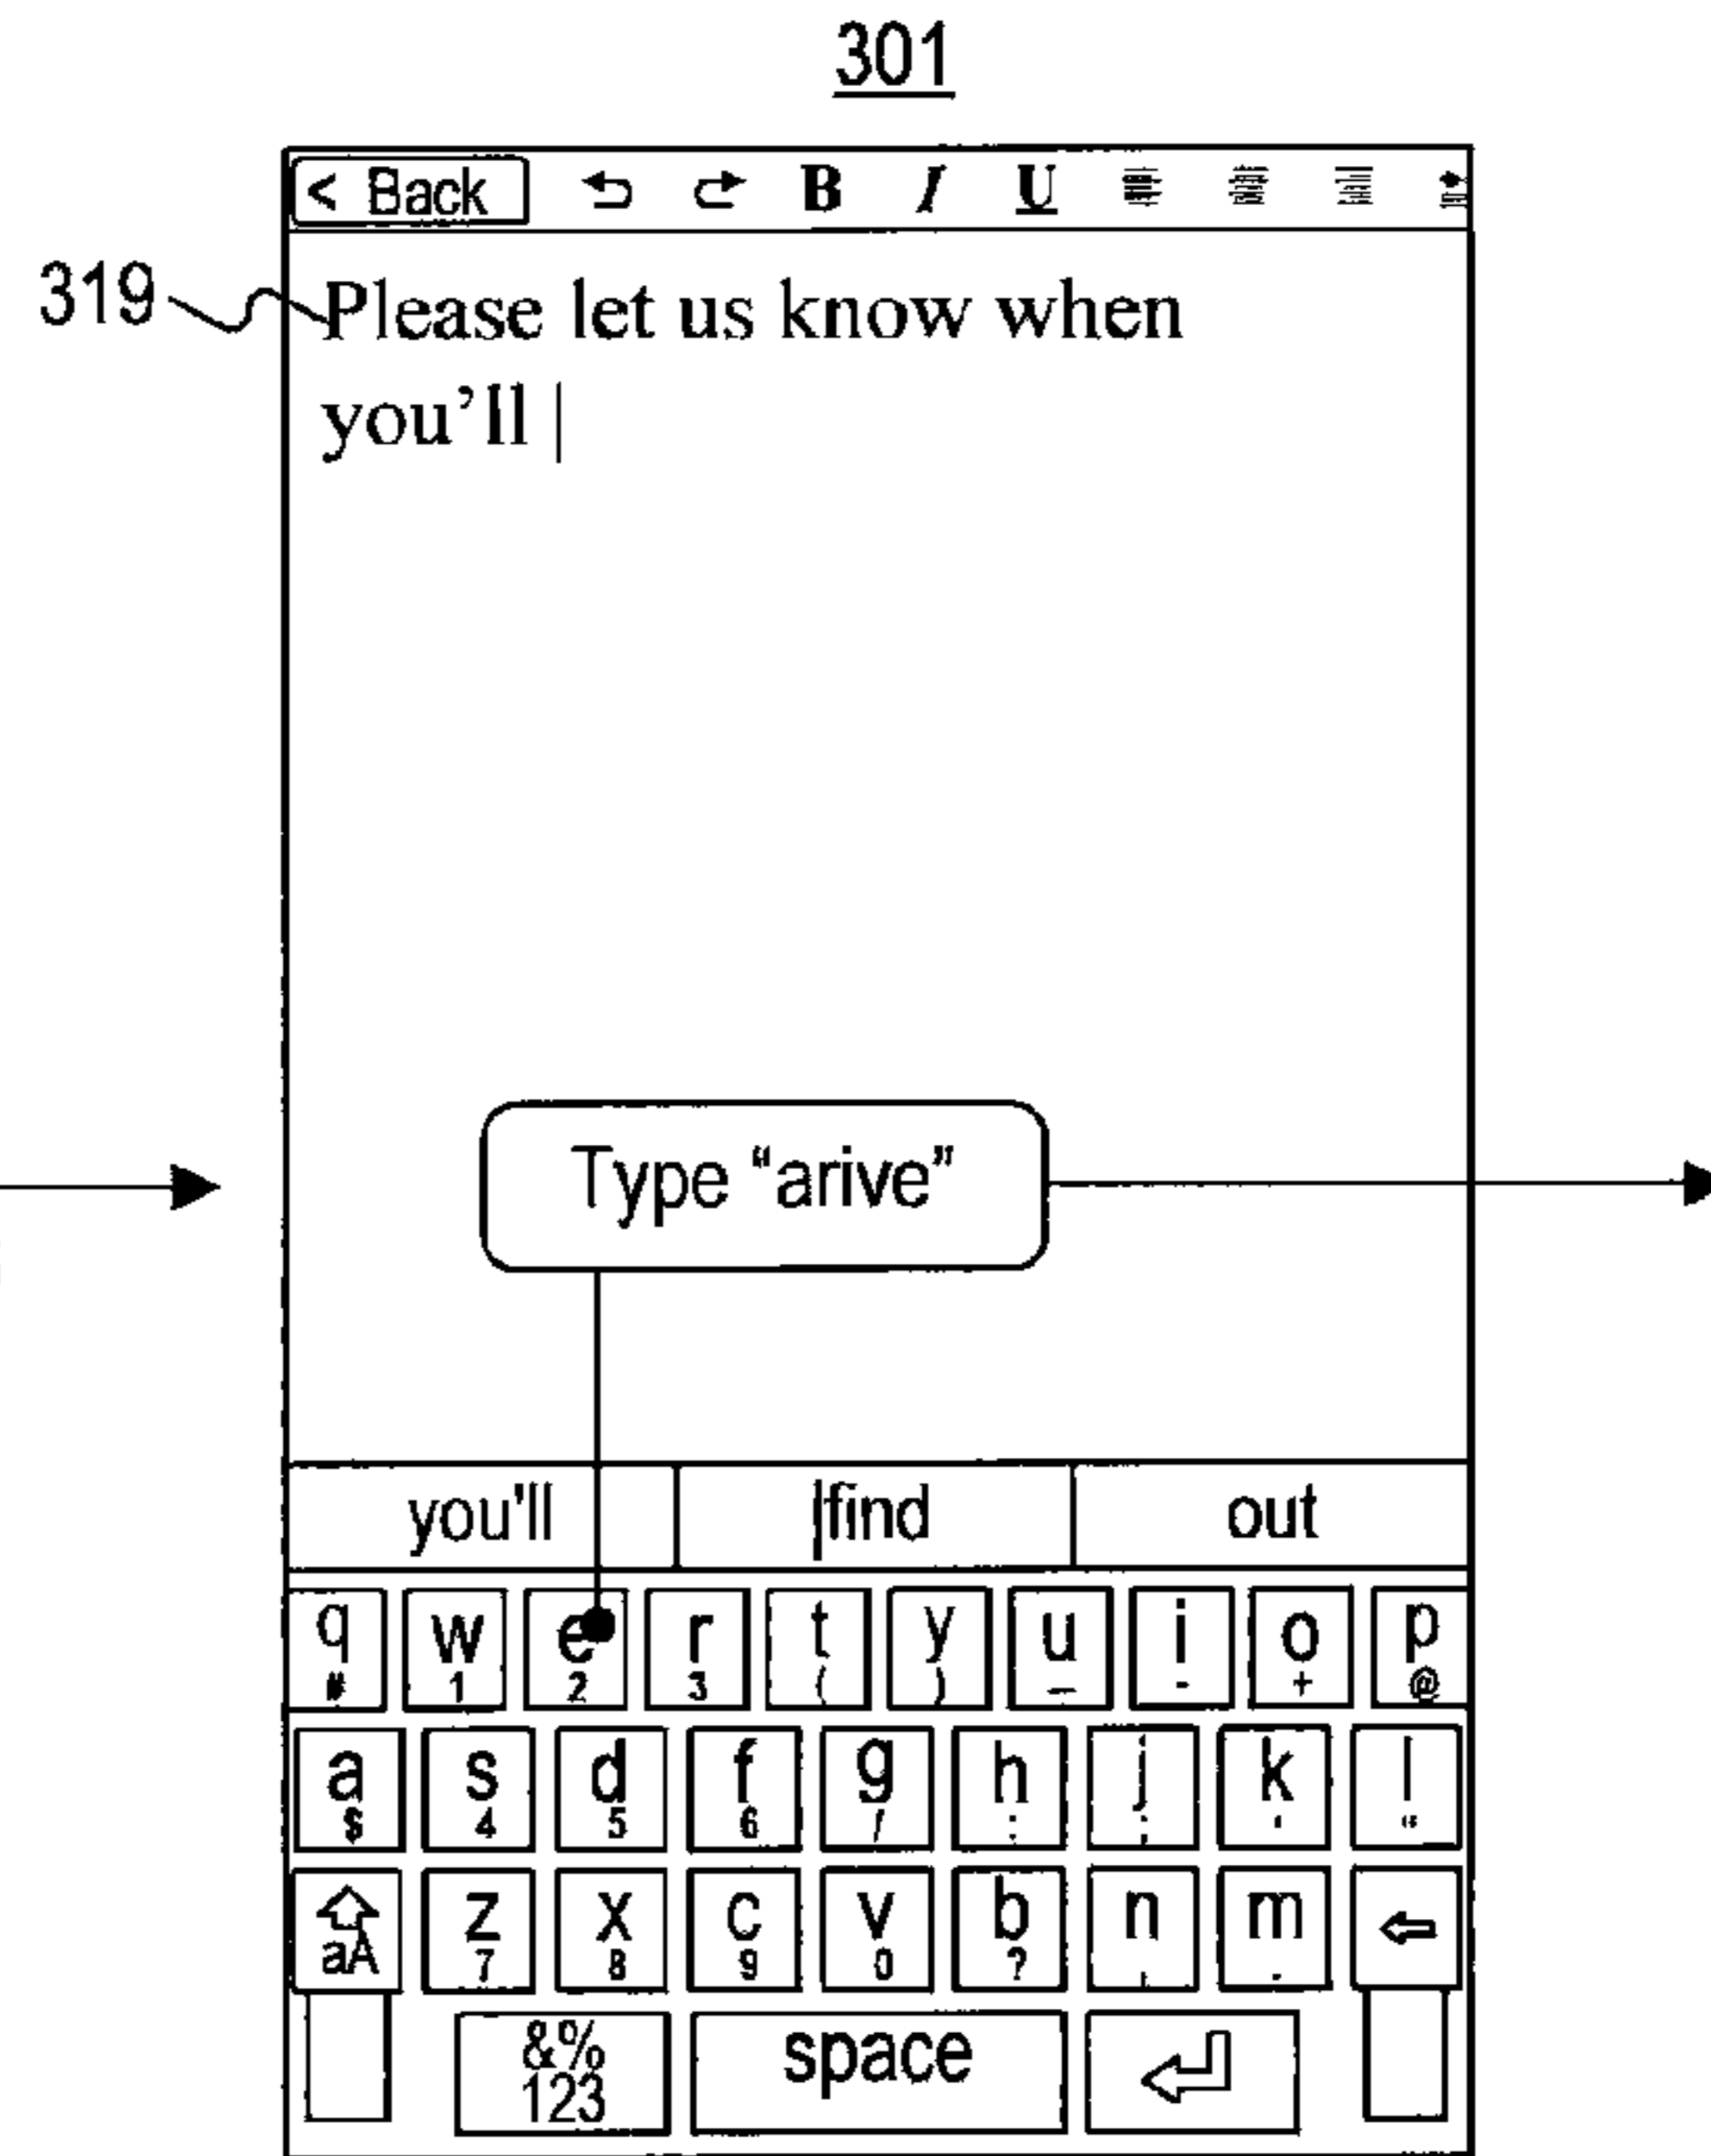 301
< Back B I U
319
Please let us know when
you’ll
Type “arive”
you'll find out
q w e r t y u i o p
# 1 2 3 ( ) _ - + @
a s d f g h j k l
$ 4 5 6 / : ; ' "
aA z x c v b n m
7 8 9 0 ?
&% space
123